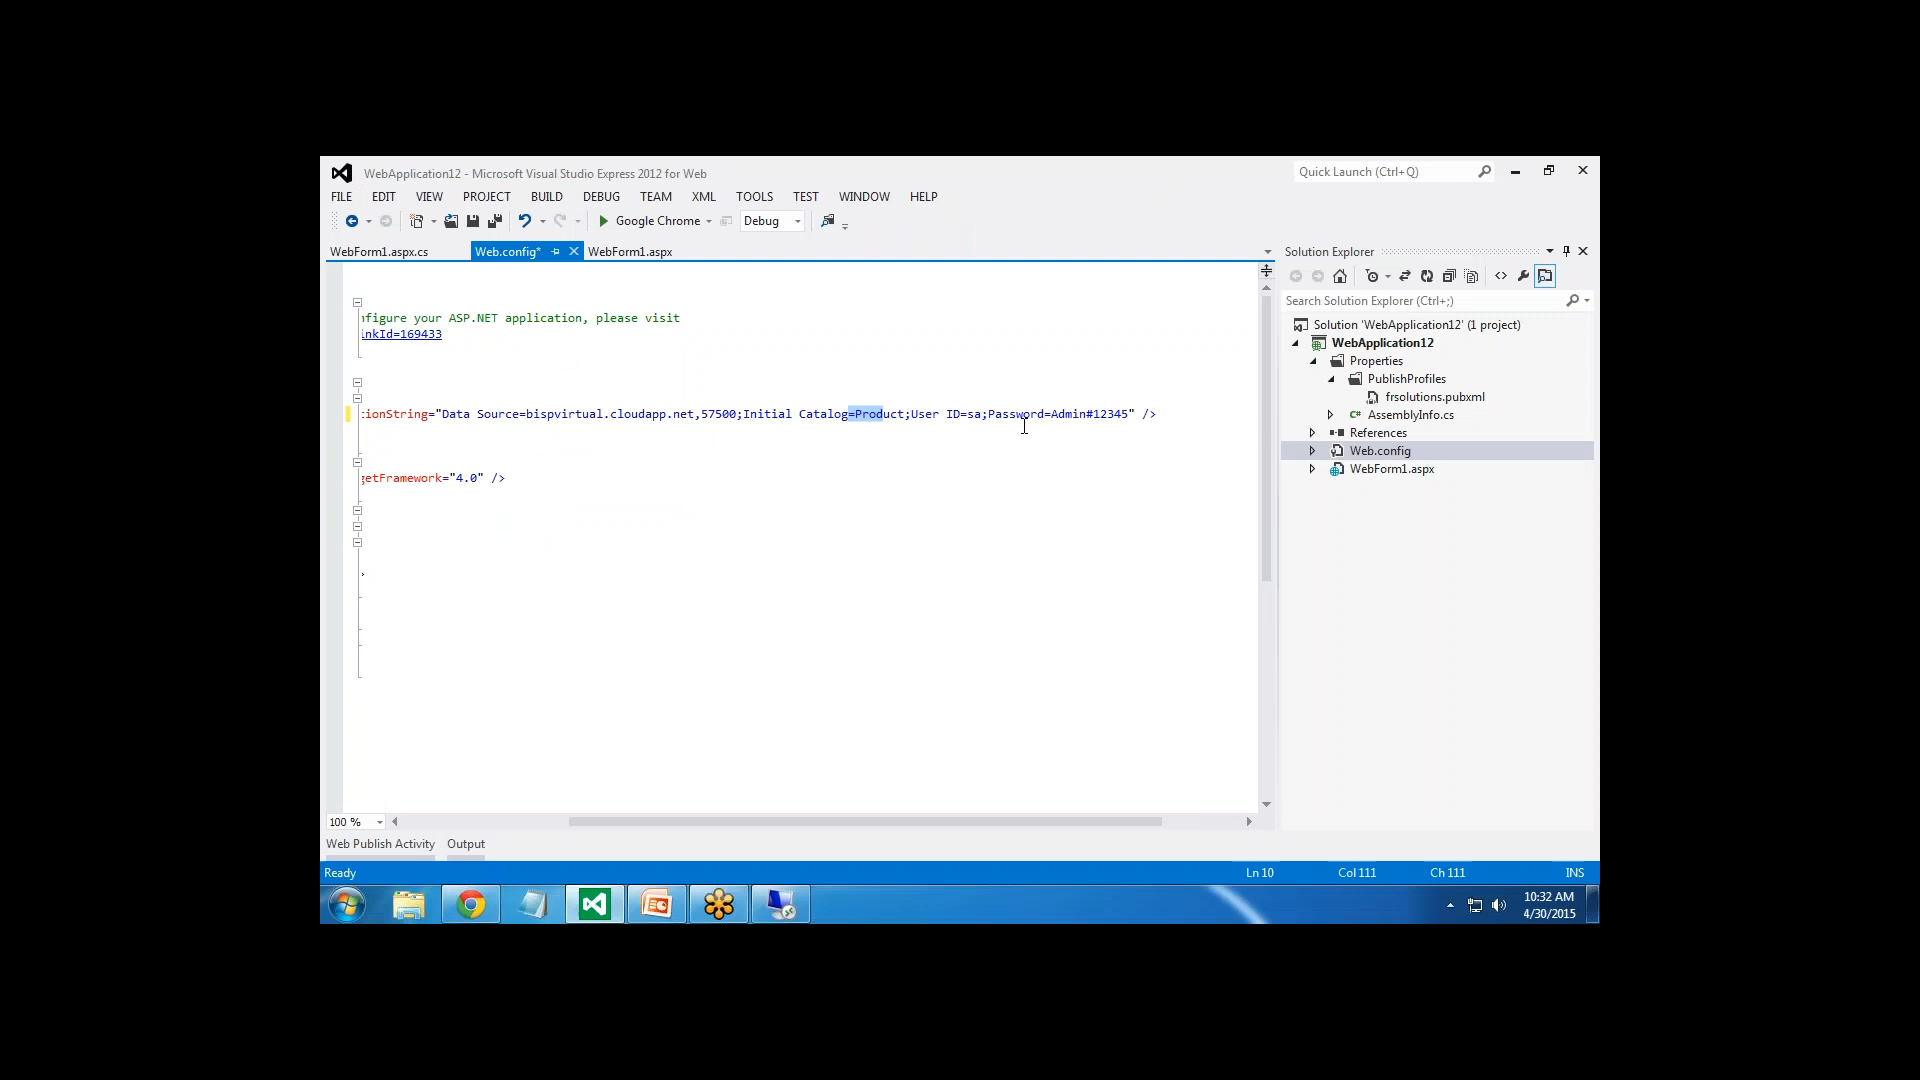 WebApplication12 - Microsoft Visual Studio Express 2012 for Web
Quick Launch (Ctrl+Q)
FILE EDIT VIEW PROJECT BUILD DEBUG TEAM XML TOOLS TEST WINDOW HELP
Google Chrome
Debug
WebForm1.aspx.cs Web.config* WebForm1.aspx
nfigure your ASP.NET application, please visit
inkId=169433
tionString="Data Source=bispvirtual.cloudapp.net,57500;Initial Catalog=Product;User ID=sa;Password=Admin#12345" />
getFramework="4.0" />
>
100 %
Solution Explorer
Search Solution Explorer (Ctrl+;)
Solution 'WebApplication12' (1 project)
WebApplication12
Properties
PublishProfiles
frsolutions.pubxml
C# AssemblyInfo.cs
References
Web.config
WebForm1.aspx
Web Publish Activity Output
Ready
Ln 10 Col 111 Ch 111 INS
10:32 AM
4/30/2015